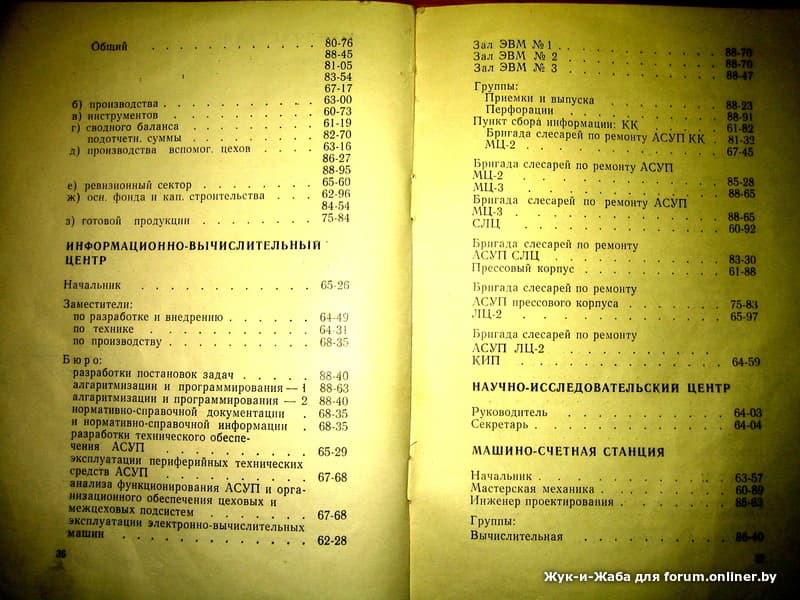 Общий . . . . . . . . . . . . 80-76
88-45
81-05
83-54
67-17
б) производства . . . . . . . . . . . 63-00
в) инструментов . . . . . . . . . . 60-73
г) сводного баланса . . . . . . . . . 61-19
подотчетн. суммы . . . . . . . . . 82-70
д) производства вспомог. цехов . . . . . 63-16
86-27
88-95
е) ревизионный сектор . . . . . . . . 65-60
ж) осн. фонда и кап. строительства . . . 62-96
84-54
з) готовой продукции . . . . . . . . 75-84
ИНФОРМАЦИОННО-ВЫЧИСЛИТЕЛЬНЫЙ
ЦЕНТР
Начальник . . . . . . . . . . . . 65-26
Заместители:
по разработке и внедрению . . . . . . 64-49
по технике . . . . . . . . . . . 64-31
по производству . . . . . . . . . . 68-35
Бюро:
разработки постановок задач . . . . . 88-40
алгоритмизации и программирования — 1 88-63
алгоритмизации и программирования — 2 88-40
нормативно-справочной документации . 68-35
и нормативно-справочной информации . 68-35
разработки технического обеспе-
чения АСУП . . . . . . . . . . 65-29
эксплуатации периферийных технических
средств АСУП . . . . . . . . . . 67-68
анализа функционирования АСУП и орга-
низационного обеспечения цеховых и
межцеховых подсистем . . . . . . . 67-68
эксплуатации электронно-вычислительных
машин . . . . . . . . . . . . . 62-28
36
Зал ЭВМ № 1 . . . . . . . . . . . 88-70
Зал ЭВМ № 2 . . . . . . . . . . . 88-70
Зал ЭВМ № 3 . . . . . . . . . . . 88-47
Группы:
Приемки и выпуска . . . . . . . . 88-23
Перфорации . . . . . . . . . . . 88-91
Пункт сбора информации: КК . . . . . . 61-82
Бригада слесарей по ремонту АСУП КК . 81-32
МЦ-2 . . . . . . . . . . . . . 67-45
Бригада слесарей по ремонту АСУП
МЦ-2 . . . . . . . . . . . . . 85-28
МЦ-3 . . . . . . . . . . . . . 88-65
Бригада слесарей по ремонту АСУП
МЦ-3 . . . . . . . . . . . . . 88-65
СЛЦ . . . . . . . . . . . . . 60-92
Бригада слесарей по ремонту
АСУП СЛЦ . . . . . . . . . . . 83-30
Прессовый корпус . . . . . . . . . . 61-88
Бригада слесарей по ремонту
АСУП прессового корпуса . . . . . . . 75-83
ЛЦ-2 . . . . . . . . . . . . . 65-97
Бригада слесарей по ремонту
АСУП ЛЦ-2 . . . . . . . . . .
КИП . . . . . . . . . . . . . 64-59
НАУЧНО-ИССЛЕДОВАТЕЛЬСКИЙ ЦЕНТР
Руководитель . . . . . . . . . . . 64-03
Секретарь . . . . . . . . . . . . 64-04
МАШИНО-СЧЕТНАЯ СТАНЦИЯ
Начальник . . . . . . . . . . . . 63-57
Мастерская механика . . . . . . . . . 60-89
Инженер проектирования . . . . . . . . 85-63
Группы:
Вычислительная . . . . . . . . . . 86-40
Жук-и-Жаба для forum.onliner.by